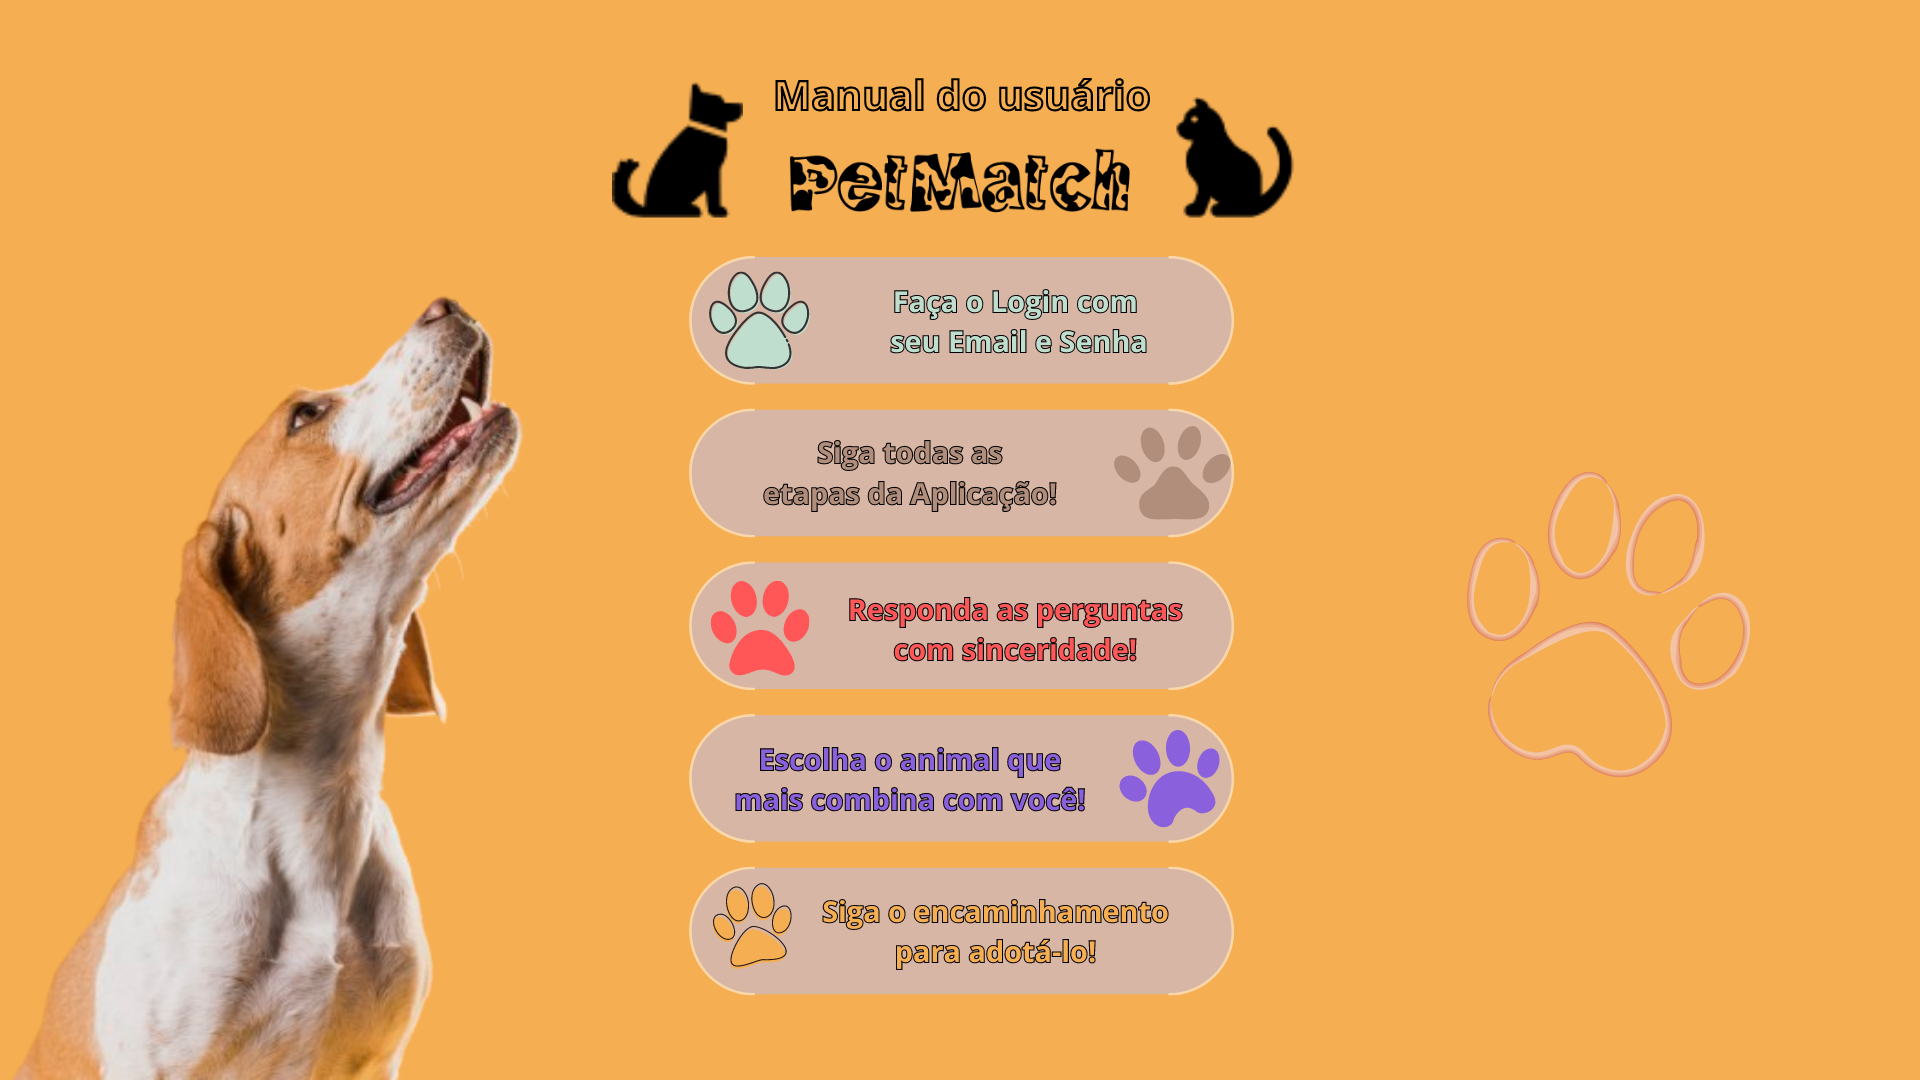 Manual do usuário
PetMatch
Faça o Login com
seu Email e Senha
Siga todas as
etapas da Aplicação!
Responda as perguntas
com sinceridade!
Escolha o animal que
mais combina com você!
Siga o encaminhamento
para adotá-lo!